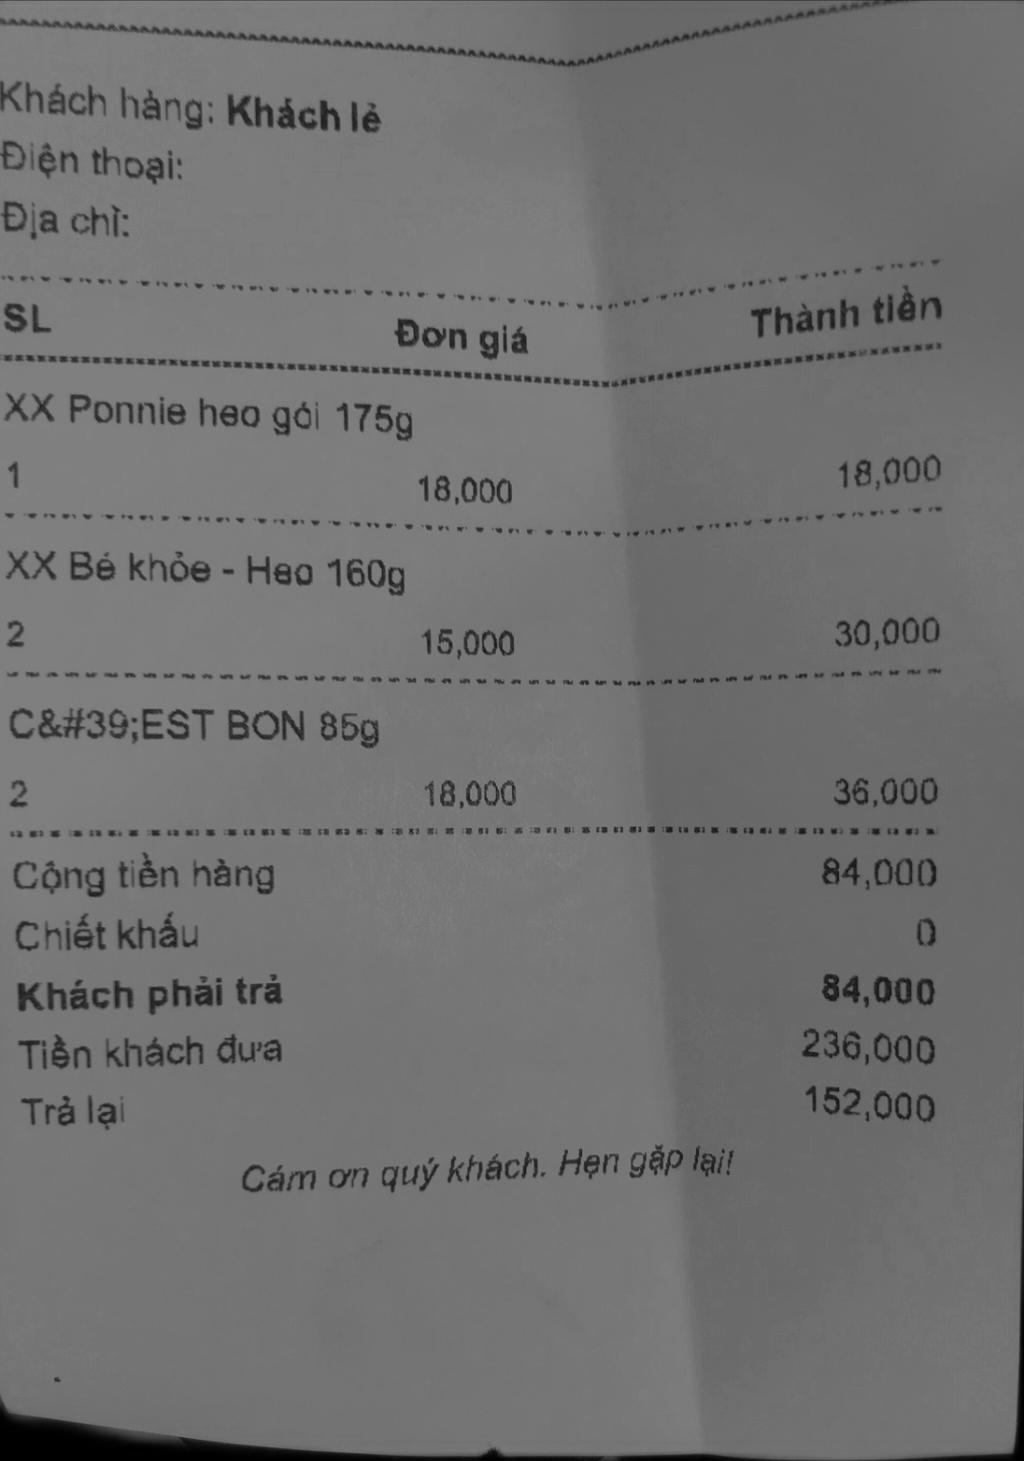 Khách hàng: Khách lẻ
Điện thoại:
Địa chỉ:
SL Đơn giá Thành tiền
XX Ponnie heo gói 175g
1 18,000 18,000
XX Bé khỏe - Heo 160g
2 15,000 30,000
C&#39;EST BON 85g
2 18,000 36,000
Cộng tiền hàng 84,000
Chiết khấu 0
Khách phải trả 84,000
Tiền khách đưa 236,000
Trả lại 152,000
Cám ơn quý khách. Hẹn gặp lại!